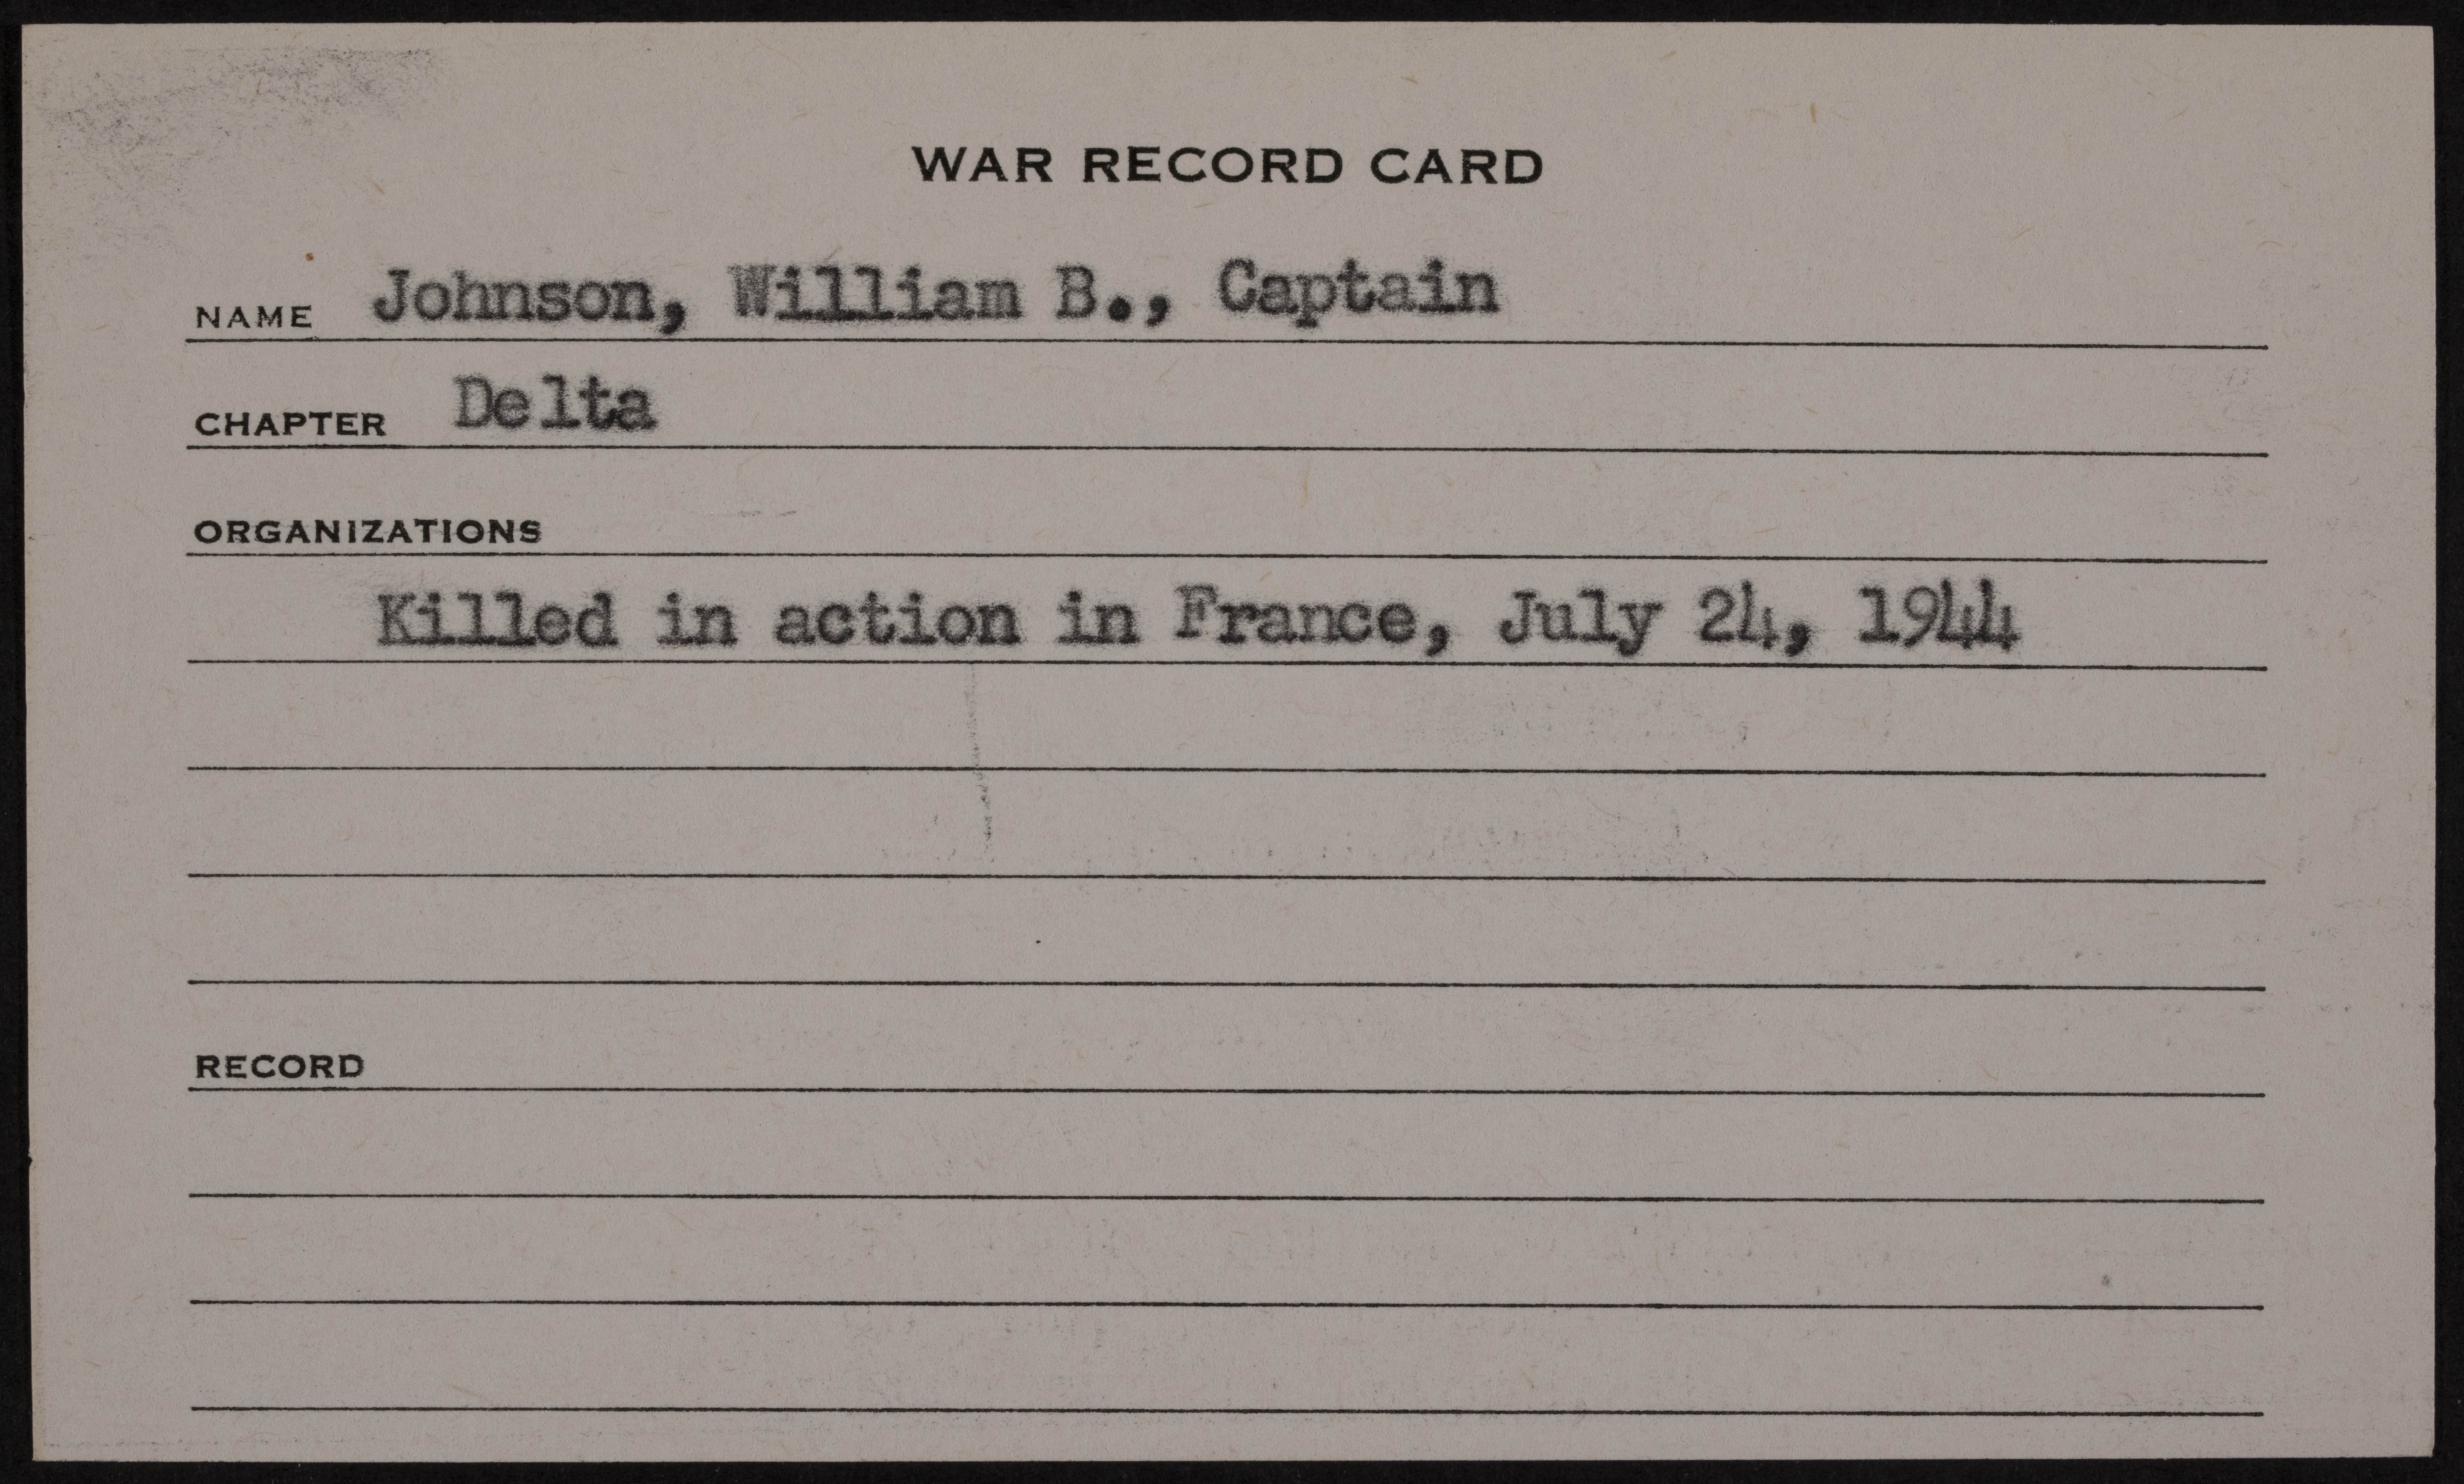 WAR RECORD CARD
NAME Johnson, William B., Captain
CHAPTER Delta
ORGANIZATIONS
Killed in action in France, July 24, 1944
RECORD